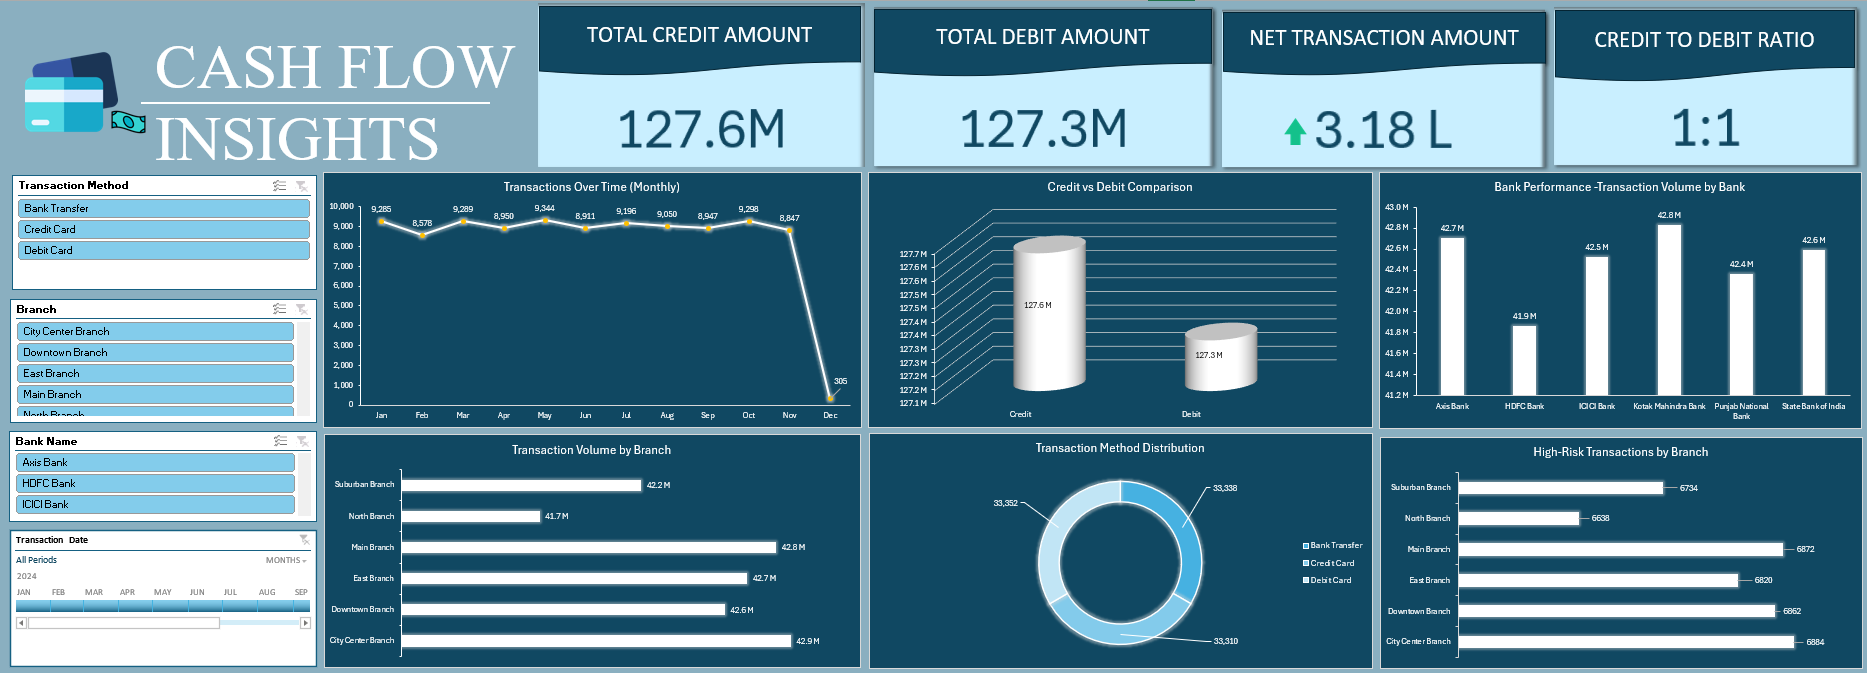 CASH FLOW
INSIGHTS
TOTAL CREDIT AMOUNT
127.6M
TOTAL DEBIT AMOUNT
127.3M
NET TRANSACTION AMOUNT
3.18 L
CREDIT TO DEBIT RATIO
1:1
Transaction Method
Bank Transfer
Credit Card
Debit Card
Branch
City Center Branch
Downtown Branch
East Branch
Main Branch
North Branch
Bank Name
Axis Bank
HDFC Bank
ICICI Bank
Transaction Date
All Periods
MONTHS
2024
JAN FEB MAR APR MAY JUN JUL AUG SEP
Transactions Over Time (Monthly)
10,000
9,000
8,000
7,000
6,000
5,000
4,000
3,000
2,000
1,000
0
9,285 8,578 9,289 8,950 9,344 8,911 9,196 9,050 8,947 9,298 8,847 305
Jan Feb Mar Apr May Jun Jul Aug Sep Oct Nov Dec
Credit vs Debit Comparison
127.7 M
127.6 M
127.6 M
127.5 M
127.5 M
127.4 M
127.4 M
127.3 M
127.3 M
127.2 M
127.2 M
127.1 M
127.6 M
127.3 M
Credit Debit
Bank Performance -Transaction Volume by Bank
43.0 M
42.8 M
42.6 M
42.4 M
42.2 M
42.0 M
41.8 M
41.6 M
41.4 M
41.2 M
42.7 M 41.9 M 42.5 M 42.8 M 42.4 M 42.6 M
Axis Bank HDFC Bank ICICI Bank Kotak Mahindra Bank Punjab National Bank State Bank of India
Transaction Volume by Branch
Suburban Branch 42.2 M
North Branch 41.7 M
Main Branch 42.8 M
East Branch 42.7 M
Downtown Branch 42.6 M
City Center Branch 42.9 M
Transaction Method Distribution
33,352
33,338
33,310
Bank Transfer
Credit Card
Debit Card
High-Risk Transactions by Branch
Suburban Branch 6734
North Branch 6638
Main Branch 6872
East Branch 6820
Downtown Branch 6862
City Center Branch 6884